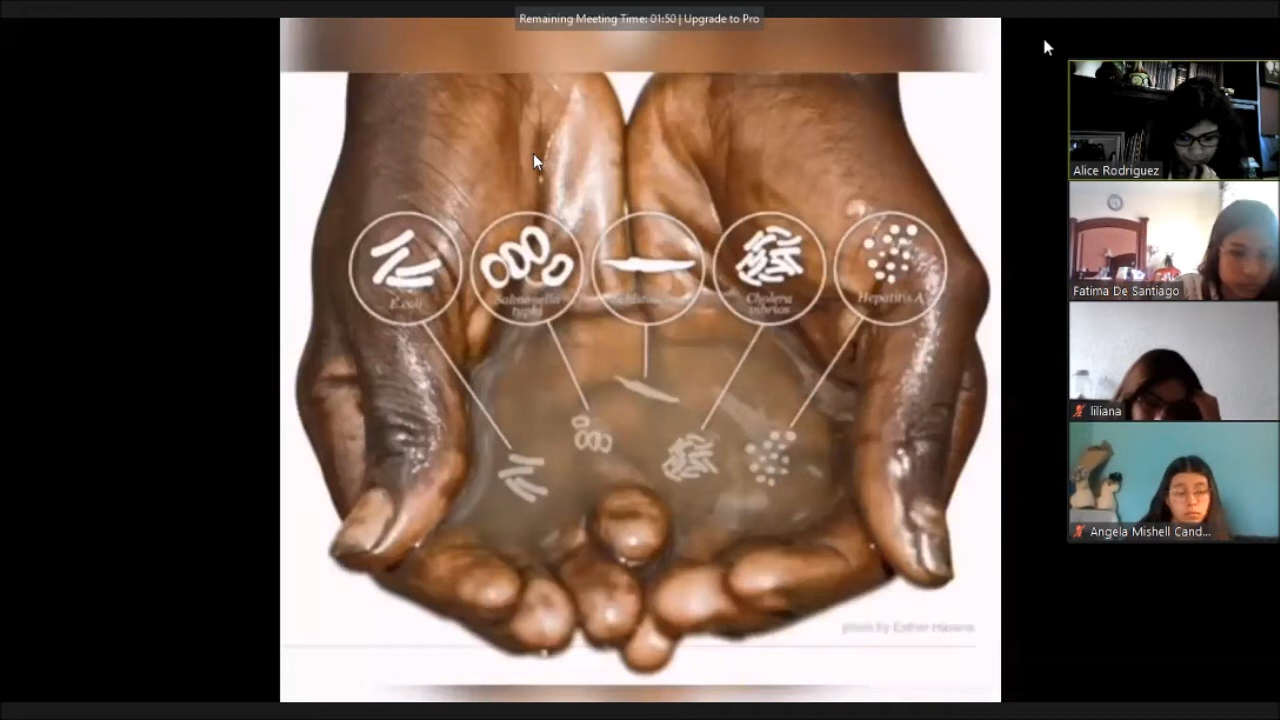 Remaining Meeting Time: 01:50 | Upgrade to Pro
Alice Rodriguez
Fatima De Santiago
liliana
Angela Mishell Cand...
E.coli
Salmonella
typhi
Cholera
vibrios
Hepatitis A
photo by Esther Havens